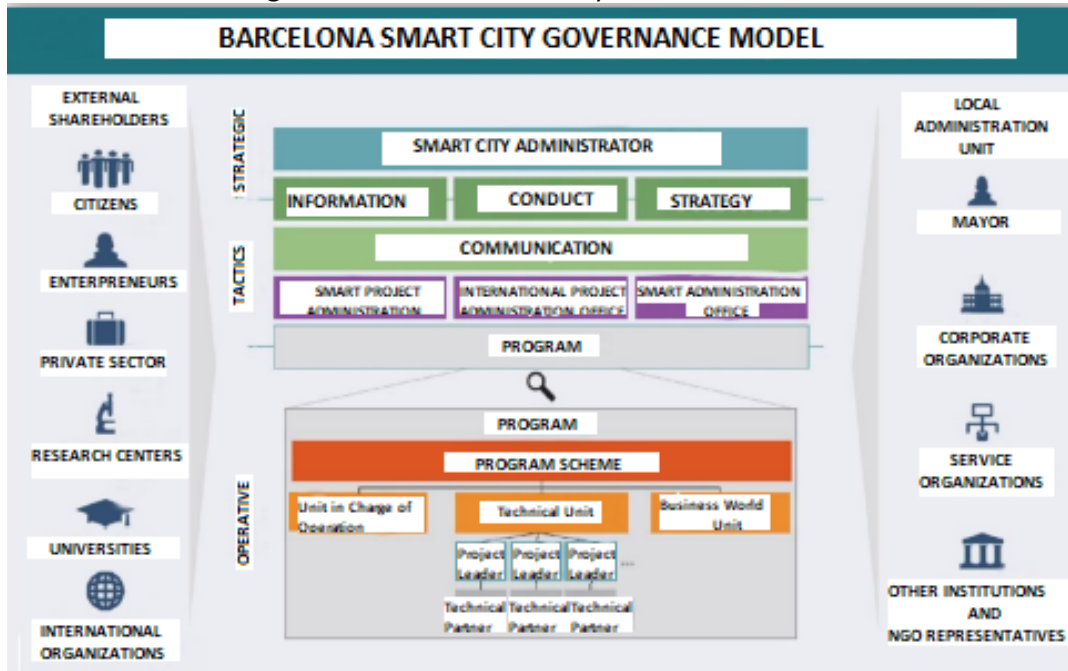 BARCELONA SMART CITY GOVERNANCE MODEL
EXTERNAL
SHAREHOLDERS
CITIZENS
ENTERPRENEURS
PRIVATE SECTOR
RESEARCH CENTERS
UNIVERSITIES
INTERNATIONAL
ORGANIZATIONS
STRATEGIC
SMART CITY ADMINISTRATOR
INFORMATION
CONDUCT
STRATEGY
TACTICS
COMMUNICATION
SMART PROJECT
ADMINISTRATION
INTERNATIONAL PROJECT
ADMINISTRATION OFFICE
SMART ADMINISTRATION
OFFICE
PROGRAM
OPERATIVE
PROGRAM
PROGRAM SCHEME
Unit in Charge of
Operation
Technical Unit
Business World
Unit
Project
Leader
Project
Leader
Project
Leader
...
Technical
Partner
Technical
Partner
Technical
Partner
LOCAL
ADMINISTRATION
UNIT
MAYOR
CORPORATE
ORGANIZATIONS
SERVICE
ORGANIZATIONS
OTHER INSTITUTIONS
AND
NGO REPRESENTATIVES